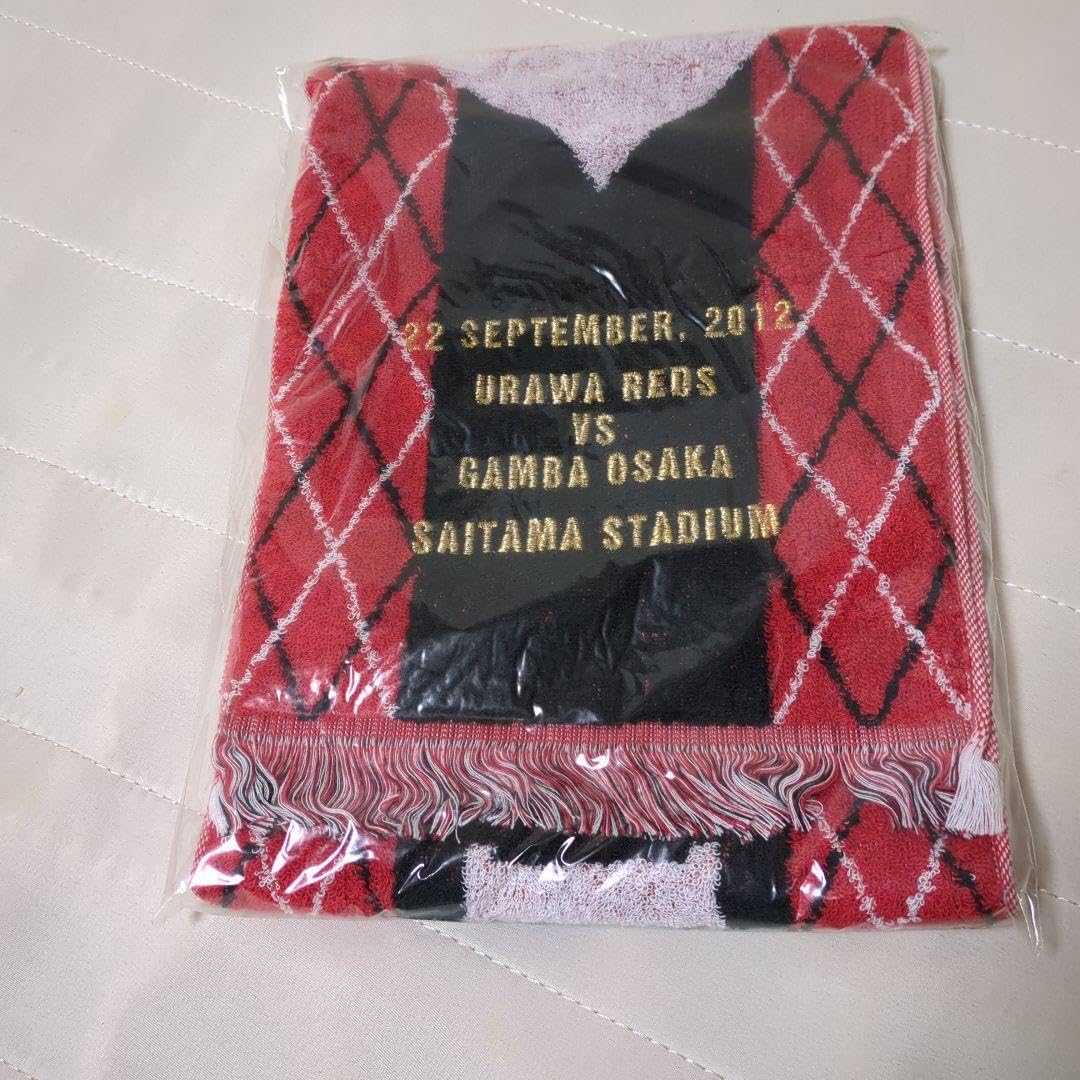 22 SEPTEMBER, 2012
URAWA REDS
VS
GAMBA OSAKA
SAITAMA STADIUM